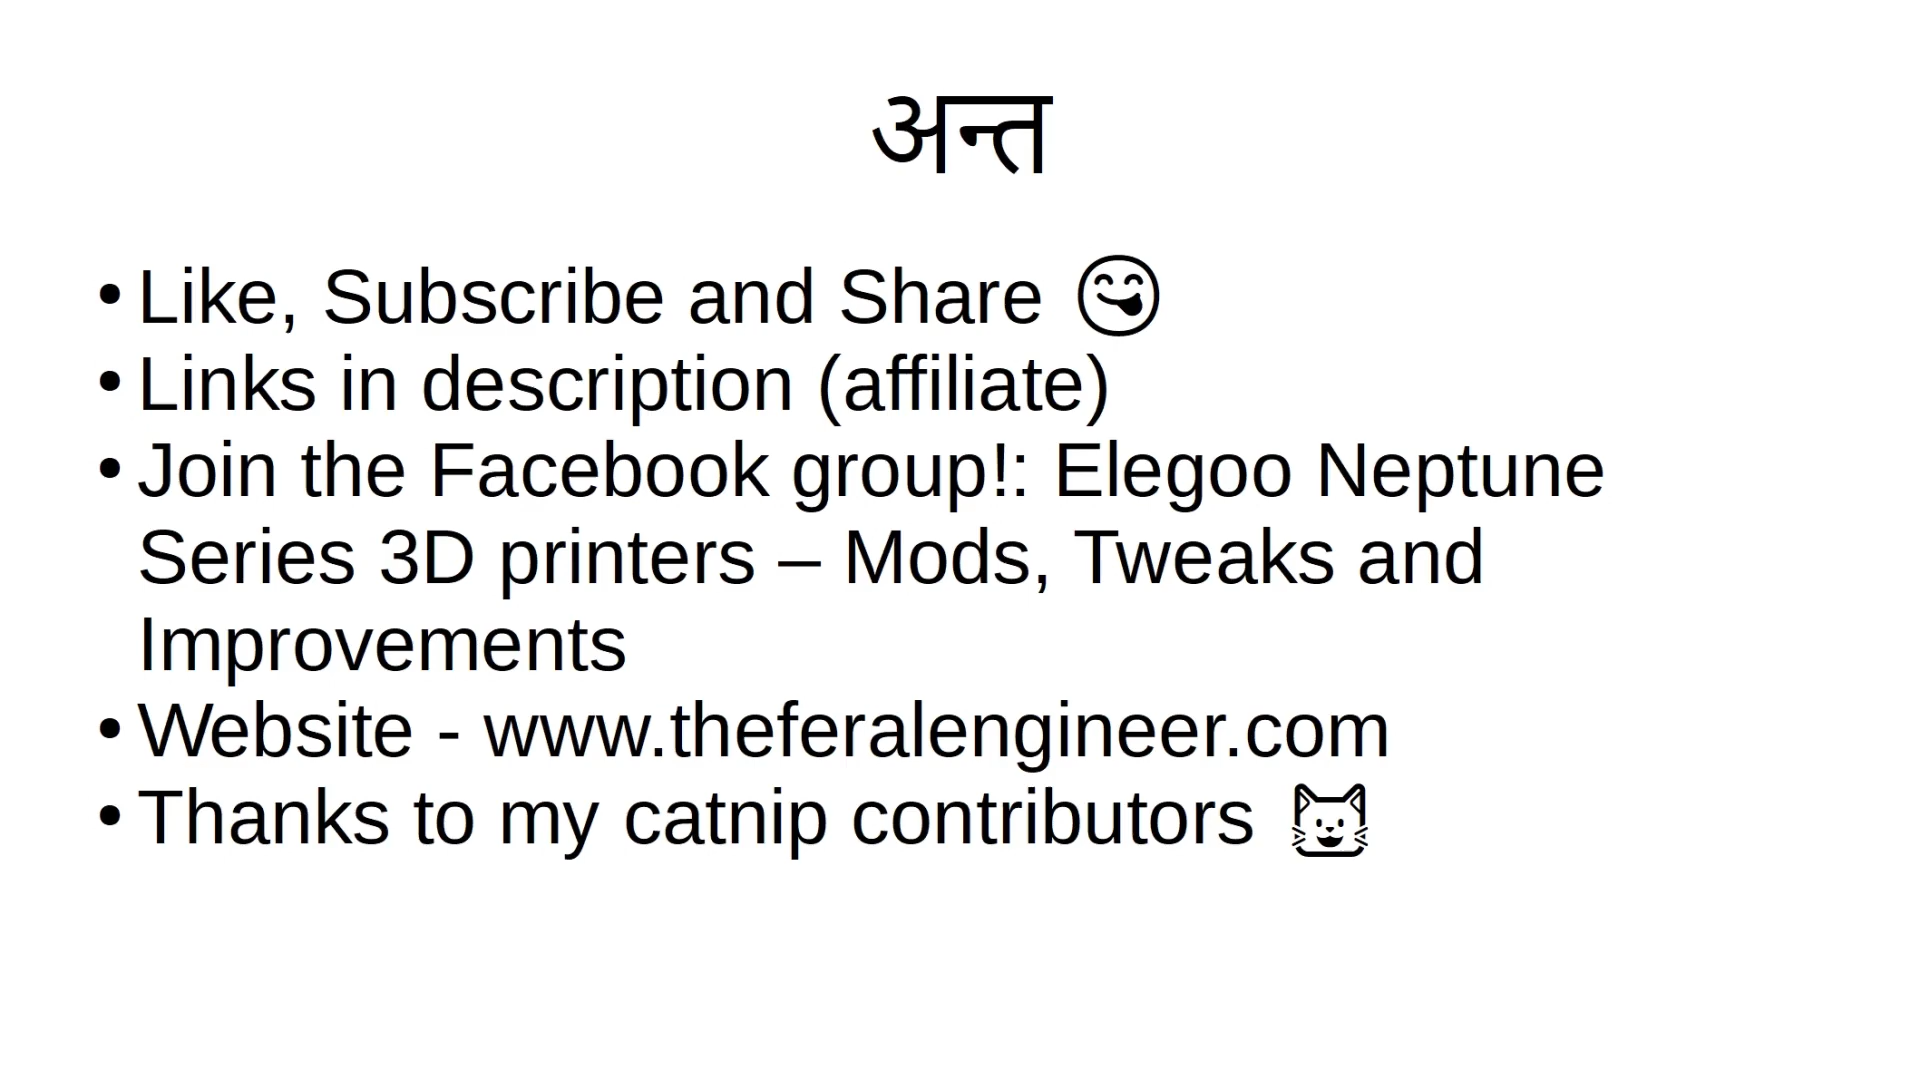 अन्त
• Like, Subscribe and Share 😋
• Links in description (affiliate)
• Join the Facebook group!: Elegoo Neptune
Series 3D printers – Mods, Tweaks and
Improvements
• Website - www.theferalengineer.com
• Thanks to my catnip contributors 😺